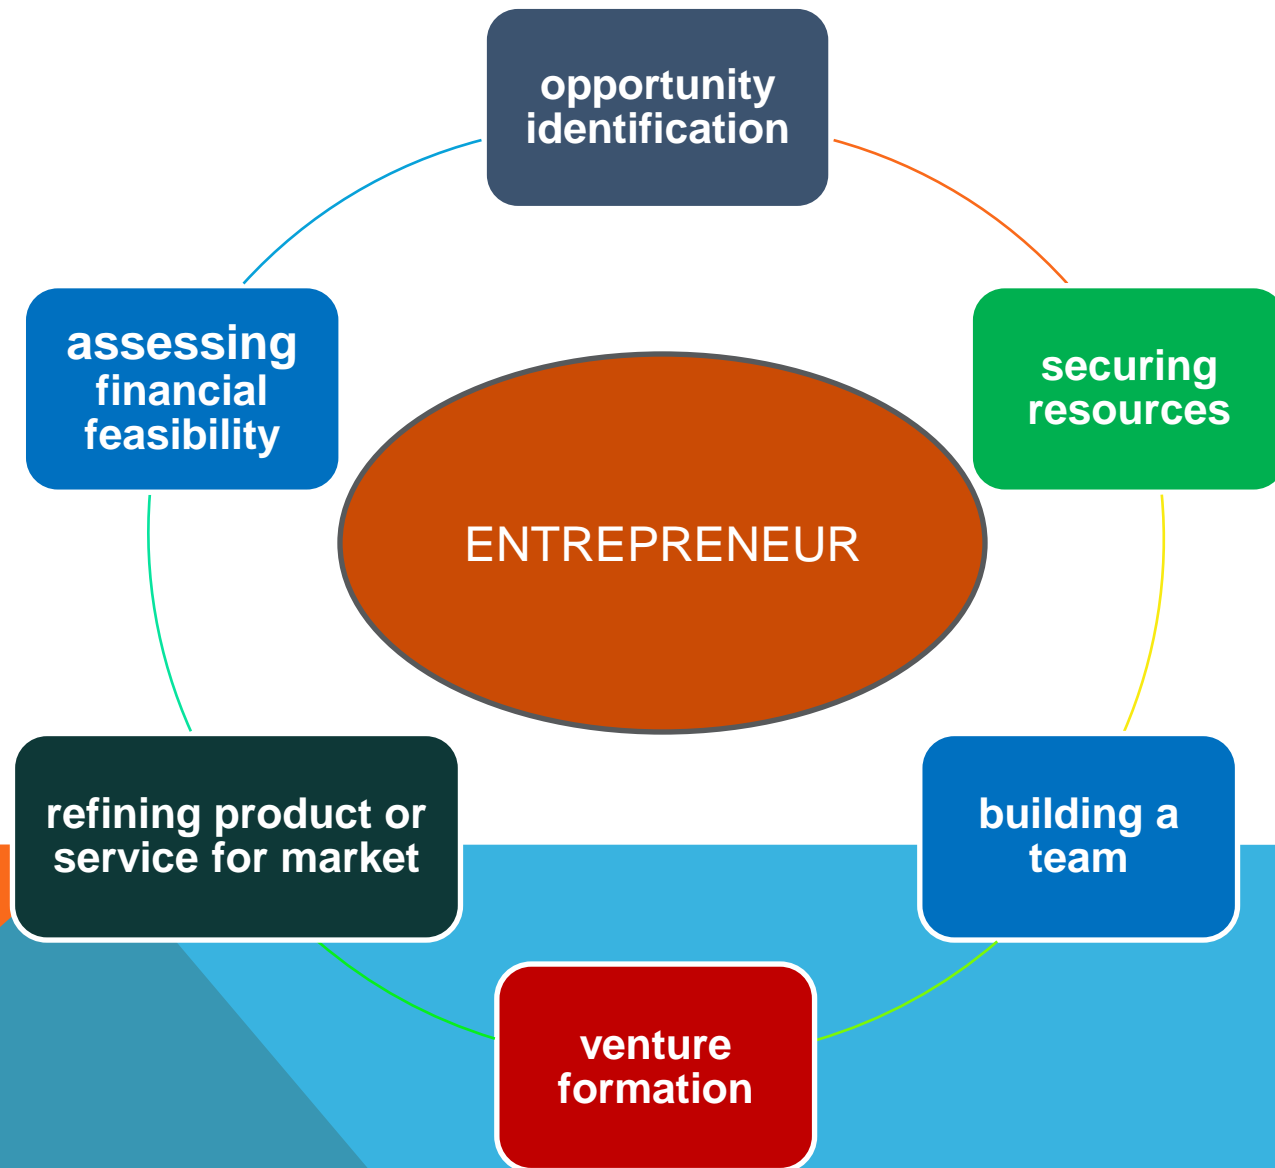 opportunity
identification
securing
resources
building a
team
venture
formation
refining product or
service for market
assessing
financial
feasibility
ENTREPRENEUR